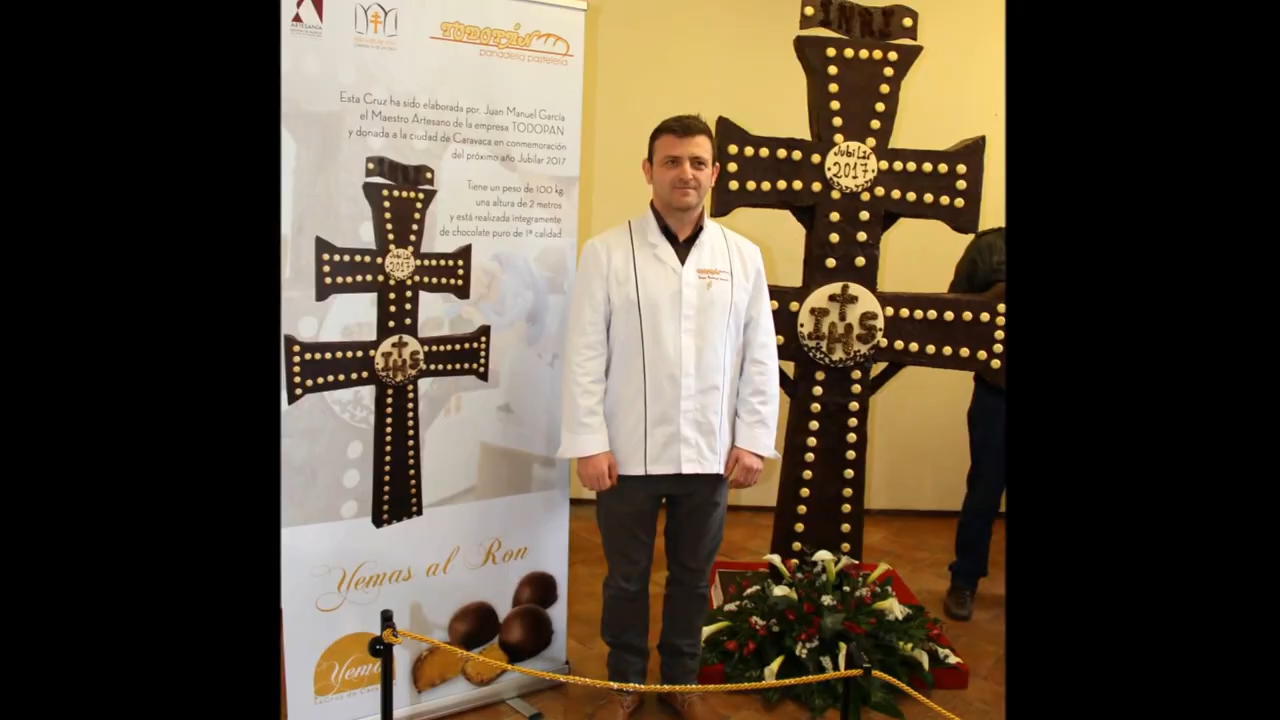 ARTESANÍA
TODOPÁN
panadería pastelería
Esta Cruz ha sido elaborada por, Juan Manuel García
el Maestro Artesano de la empresa TODOPAN
y donada a la ciudad de Caravaca en conmemoración
del próximo año Jubilar 2017
Tiene un peso de 100 kg,
una altura de 2 metros
y está realizada íntegramente
de chocolate puro de 1ª calidad.
Jubilar
2017
IHS
Yemas al Ron
Yemas
INRI
Jubilar
2017
IHS